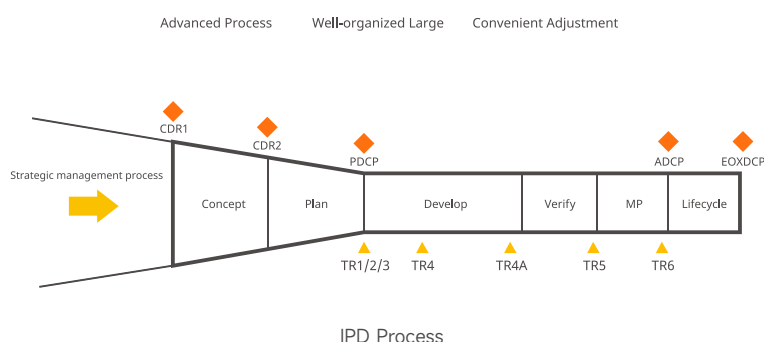 Advanced Process Well-organized Large Convenient Adjustment
CDR1
CDR2
PDCP
ADCP
EOXDCP
Strategic management process
Concept
Plan
Develop
Verify
MP
Lifecycle
TR1/2/3
TR4
TR4A
TR5
TR6
IPD Process